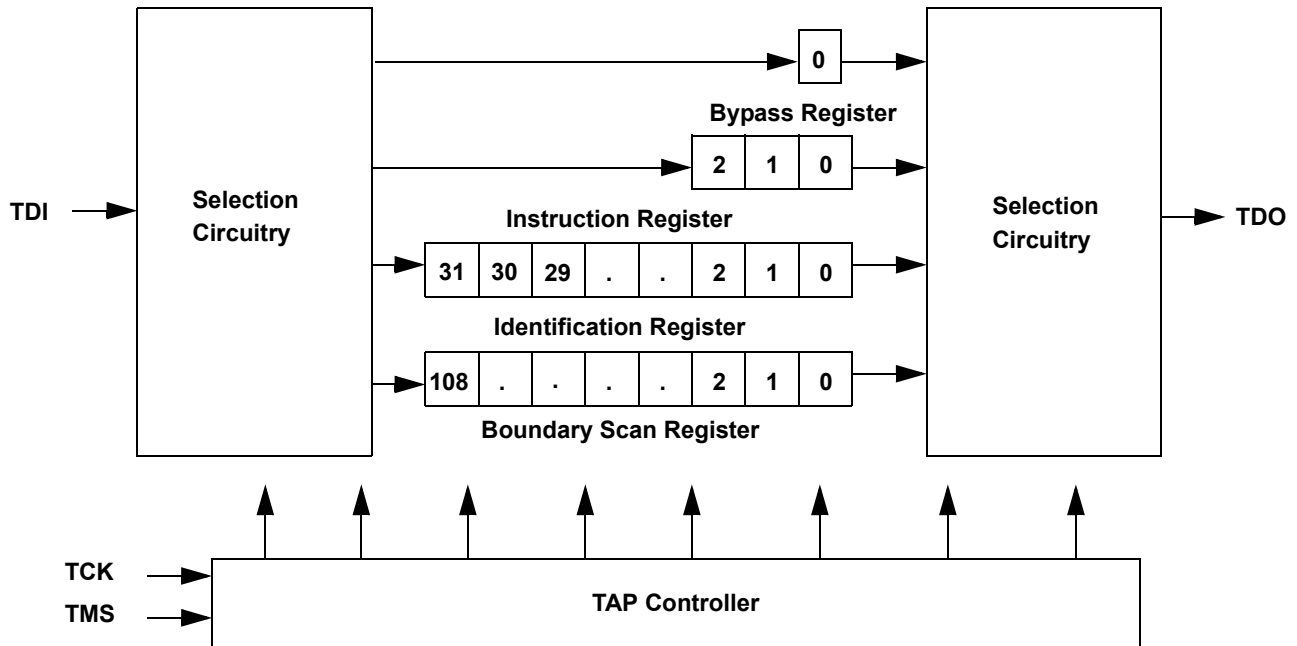 0
Bypass Register
2 1 0
TDI
Selection
Circuitry
Selection
Circuitry
TDO
Instruction Register
31 30 29 . . 2 1 0
Identification Register
108 . . . . 2 1 0
Boundary Scan Register
TCK
TMS
TAP Controller